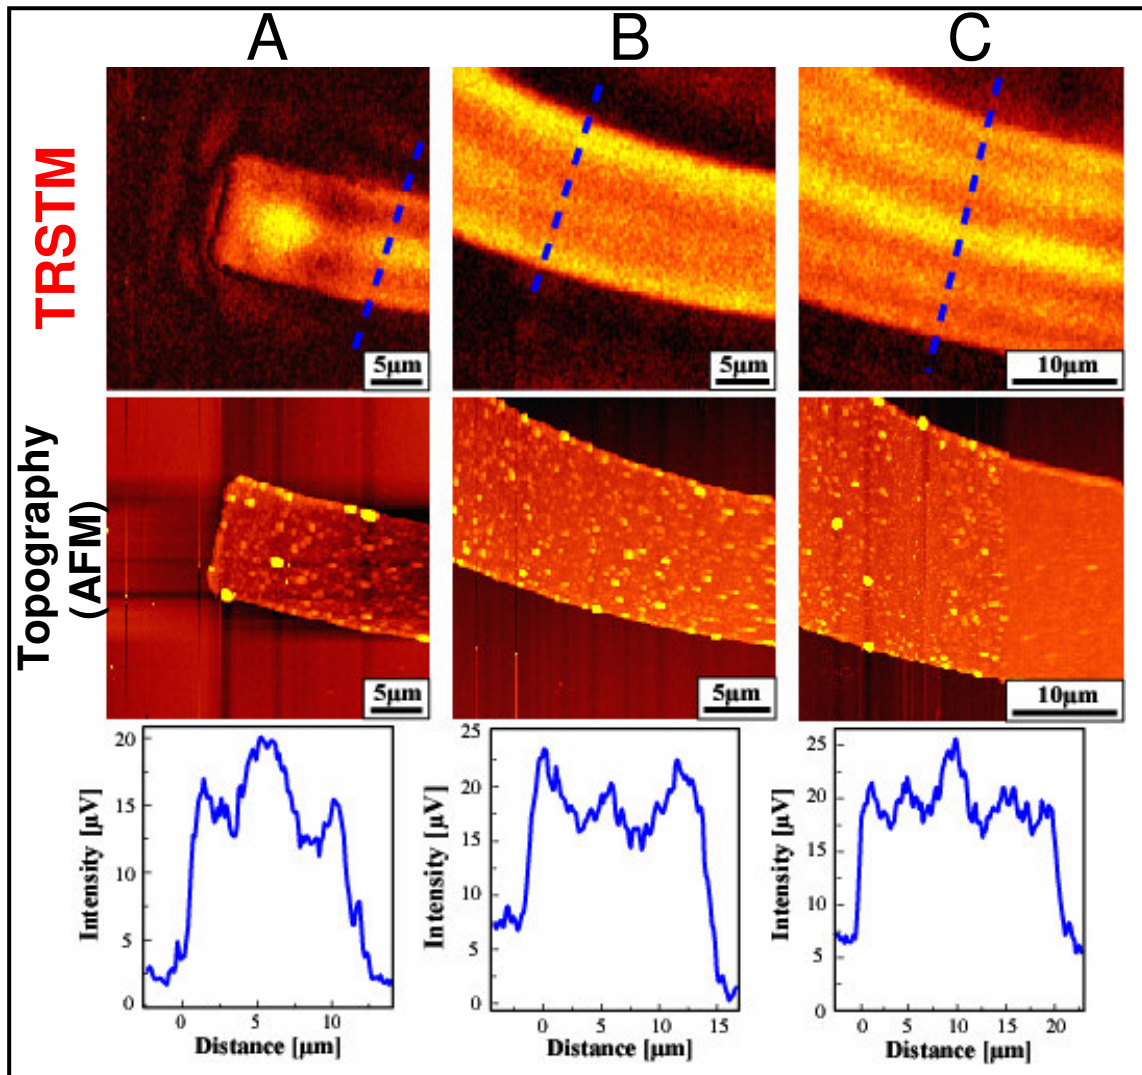 A B C
TRSTM
5μm
5μm
10μm
Topography
(AFM)
5μm
5μm
10μm
20
15
10
5
0
Intensity [μV]
0 5 10
Distance [μm]
25
20
15
10
5
0
Intensity [μV]
0 5 10 15
Distance [μm]
25
20
15
10
5
0
Intensity [μV]
0 5 10 15 20
Distance [μm]